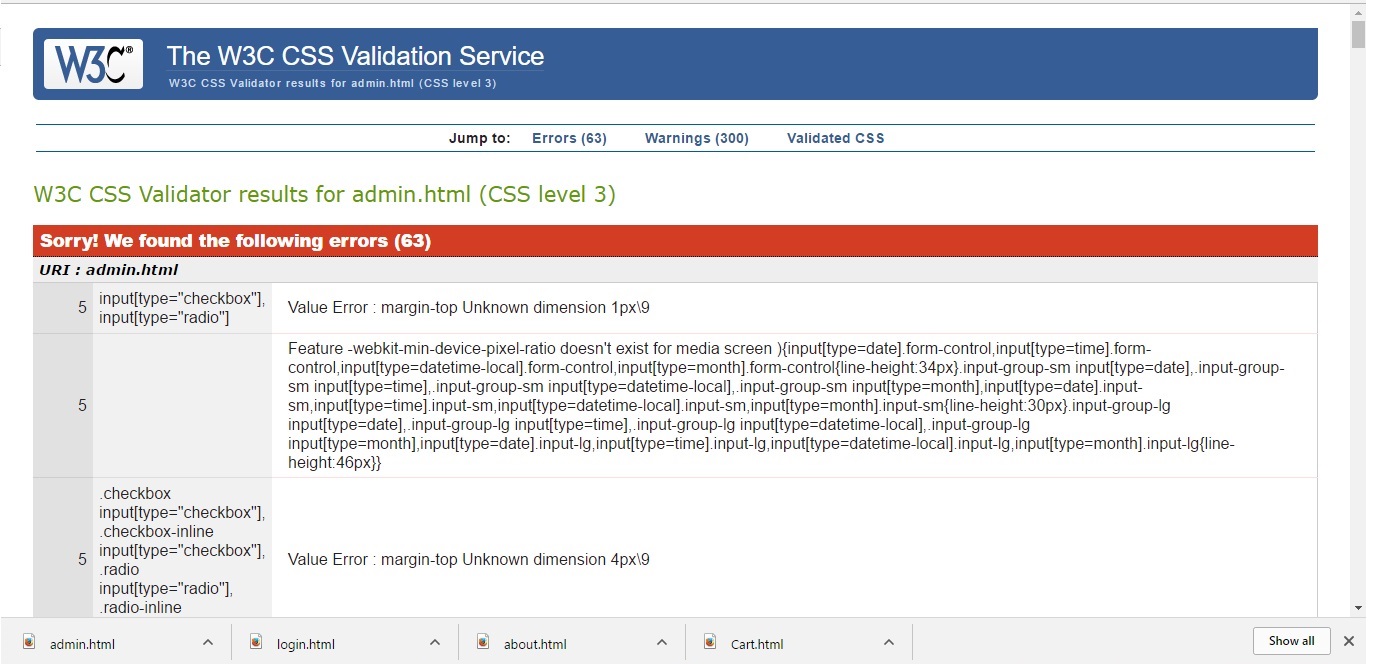 W3C®
The W3C CSS Validation Service
W3C CSS Validator results for admin.html (CSS level 3)
Jump to: Errors (63) Warnings (300) Validated CSS
W3C CSS Validator results for admin.html (CSS level 3)
Sorry! We found the following errors (63)
URI : admin.html
5
input[type="checkbox"],
input[type="radio"]
Value Error : margin-top Unknown dimension 1px\9
5
Feature -webkit-min-device-pixel-ratio doesn't exist for media screen ){input[type=date].form-control,input[type=time].form-
control,input[type=datetime-local].form-control,input[type=month].form-control{line-height:34px}.input-group-sm input[type=date],.input-group-
sm input[type=time],.input-group-sm input[type=datetime-local],.input-group-sm input[type=month],input[type=date].input-
sm,input[type=time].input-sm,input[type=datetime-local].input-sm,input[type=month].input-sm{line-height:30px}.input-group-lg
input[type=date],.input-group-lg input[type=time],.input-group-lg input[type=datetime-local],.input-group-lg
input[type=month],input[type=date].input-lg,input[type=time].input-lg,input[type=datetime-local].input-lg,input[type=month].input-lg{line-
height:46px}}
5
.checkbox
input[type="checkbox"],
.checkbox-inline
input[type="checkbox"],
.radio
input[type="radio"],
.radio-inline
Value Error : margin-top Unknown dimension 4px\9
admin.html login.html about.html Cart.html Show all